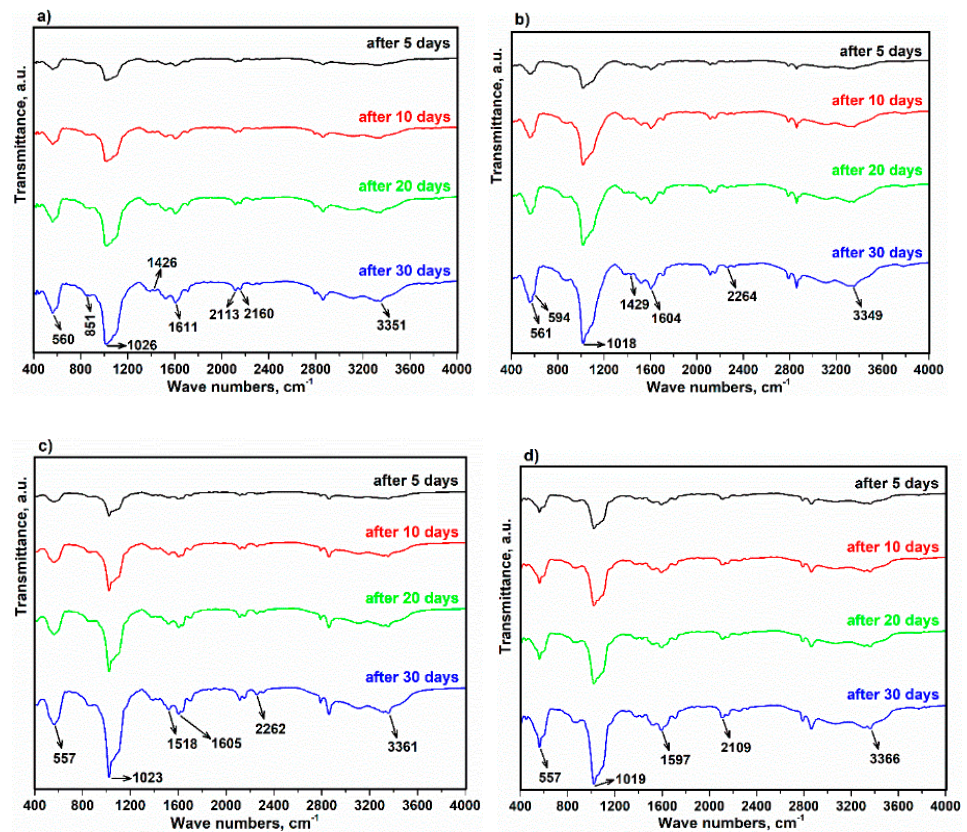 a)
after 5 days
after 10 days
after 20 days
after 30 days
1426
851
560
1026
1611
2113
2160
3351
400 800 1200 1600 2000 2400 2800 3200 3600 4000
Wave numbers, cm-1
Transmittance, a.u.
b)
after 5 days
after 10 days
after 20 days
after 30 days
594
561
1018
1429
1604
2264
3349
400 800 1200 1600 2000 2400 2800 3200 3600 4000
Wave numbers, cm-1
Transmittance, a.u.
c)
after 5 days
after 10 days
after 20 days
after 30 days
557
1023
1518
1605
2262
3361
400 800 1200 1600 2000 2400 2800 3200 3600 4000
Wave numbers, cm-1
Transmittance, a.u.
d)
after 5 days
after 10 days
after 20 days
after 30 days
557
1019
1597
2109
3366
400 800 1200 1600 2000 2400 2800 3200 3600 4000
Wave numbers, cm-1
Transmittance, a.u.